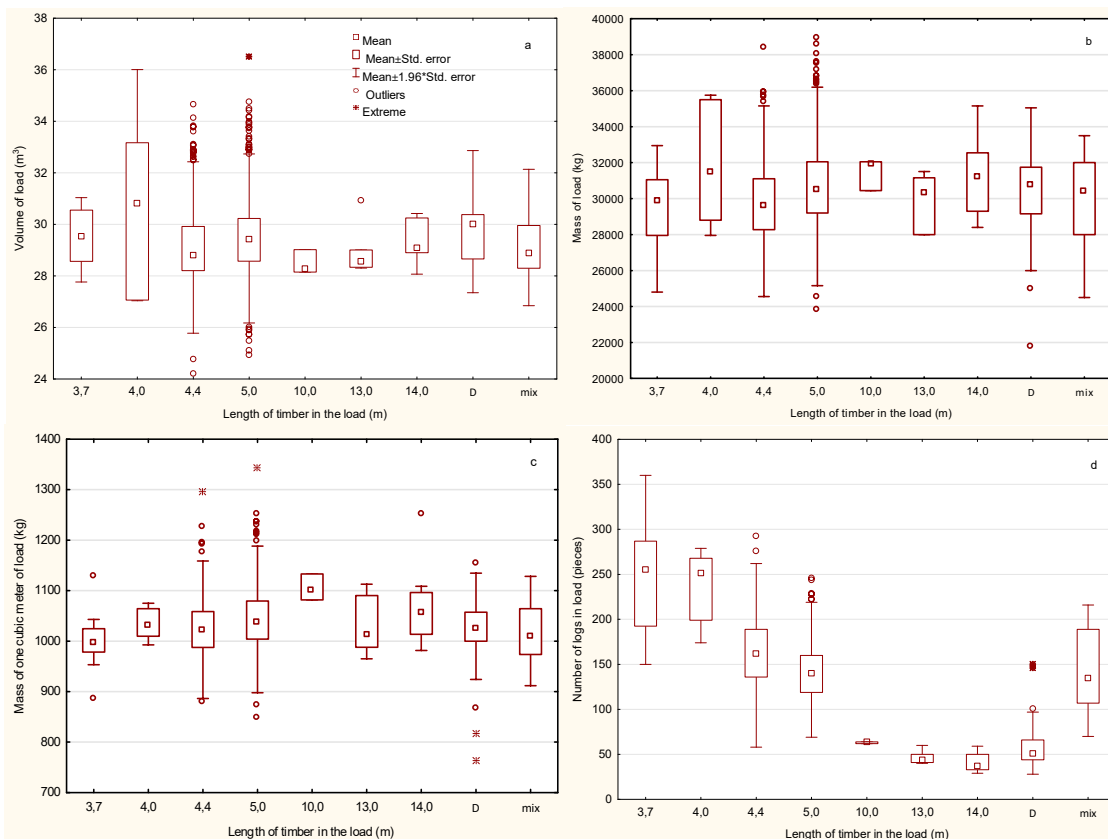 38
36
34
32
30
28
26
24
Volume of load (m³)
a
Mean
Mean±Std. error
Mean±1.96*Std. error
Outliers
Extreme
3,7 4,0 4,4 5,0 10,0 13,0 14,0 D mix
Length of timber in the load (m)
40000
38000
36000
34000
32000
30000
28000
26000
24000
22000
20000
Mass of load (kg)
b
3,7 4,0 4,4 5,0 10,0 13,0 14,0 D mix
Length of timber in the load (m)
1400
1300
1200
1100
1000
900
800
700
Mass of one cubic meter of load (kg)
c
3,7 4,0 4,4 5,0 10,0 13,0 14,0 D mix
Length of timber in the load (m)
400
350
300
250
200
150
100
50
0
Number of logs in load (pieces)
d
3,7 4,0 4,4 5,0 10,0 13,0 14,0 D mix
Length of timber in the load (m)